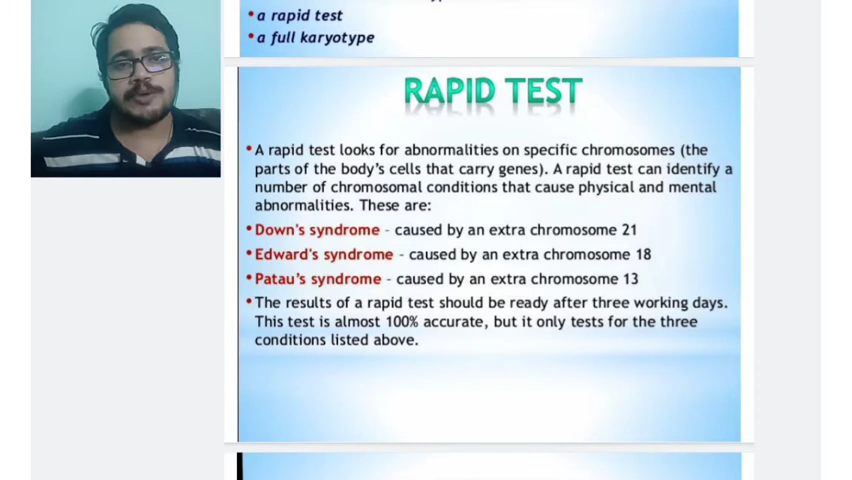 • a rapid test
• a full karyotype
RAPID TEST
• A rapid test looks for abnormalities on specific chromosomes (the
parts of the body's cells that carry genes). A rapid test can identify a
number of chromosomal conditions that cause physical and mental
abnormalities. These are:
• Down's syndrome - caused by an extra chromosome 21
• Edward's syndrome - caused by an extra chromosome 18
• Patau's syndrome - caused by an extra chromosome 13
• The results of a rapid test should be ready after three working days.
This test is almost 100% accurate, but it only tests for the three
conditions listed above.